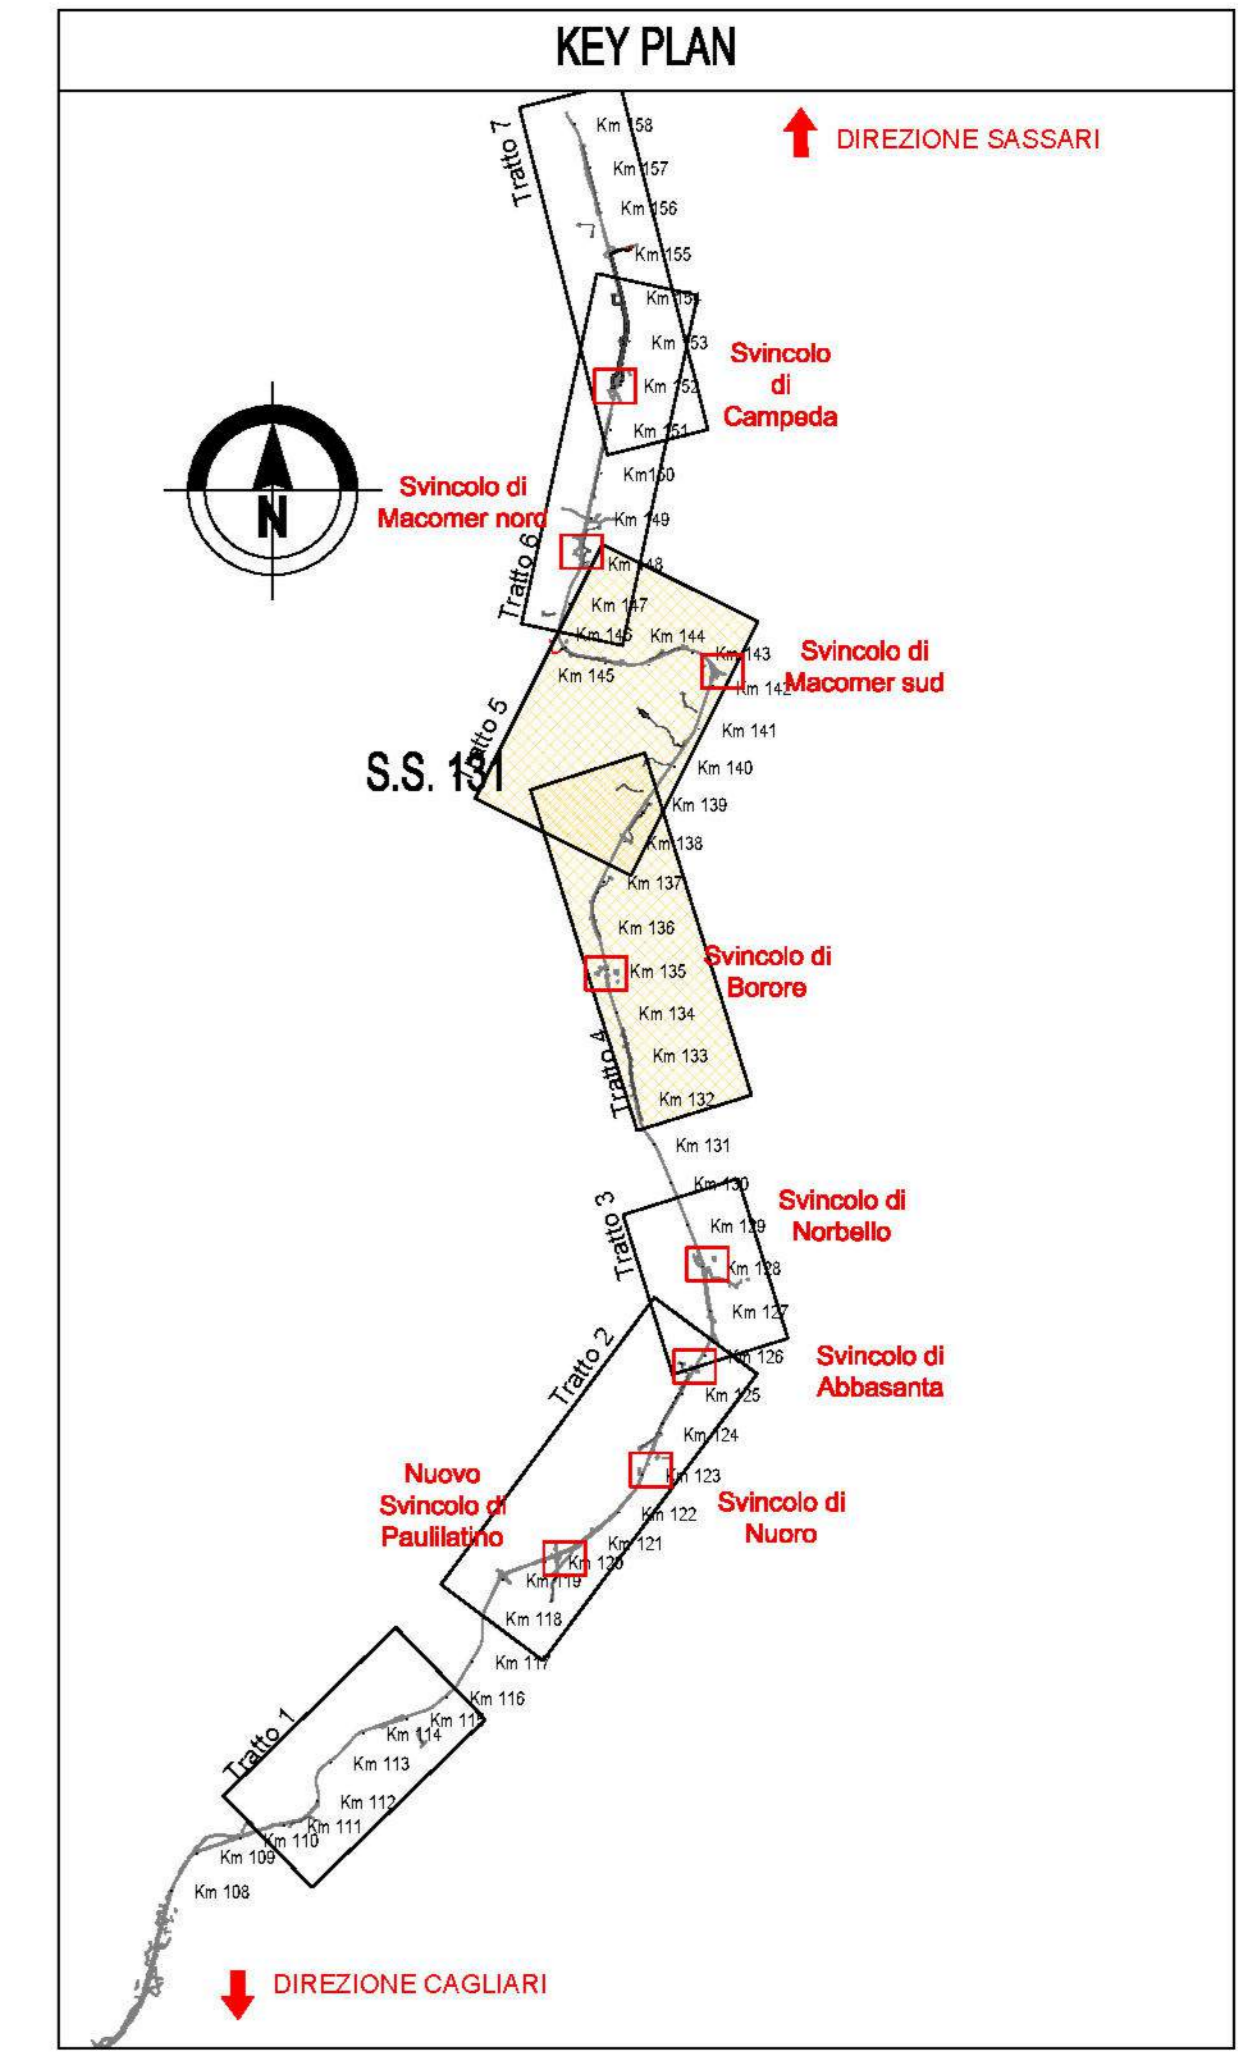 KEY PLAN
DIREZIONE SASSARI
Tratto 7
Km 158
Km 157
Km 156
Km 155
Km 154
Km 153
Svincolo
di
Campeda
Km 152
Km 151
Km150
Svincolo di
Macomer nord
Km 149
N
Tratto 6
Km 148
Km 147
Km 146
Km 144
Km 143
Svincolo di
Macomer sud
Km 145
Km 142
Tratto 5
Km 141
S.S. 131
Km 140
Km 139
Km 138
Km 137
Km 136
Svincolo di
Borore
Km 135
Km 134
Tratto 4
Km 133
Km 132
Km 131
Km 130
Tratto 3
Svincolo di
Norbello
Km 129
Km 128
Km 127
Tratto 2
Km 126
Svincolo di
Abbasanta
Km 125
Km 124
Km 123
Nuovo
Svincolo di
Paulilatino
Svincolo di
Nuoro
Km 122
Km 121
Km 120
Km 119
Km 118
Km 117
Km 116
Km 115
Km 114
Tratto 1
Km 113
Km 112
Km 111
Km 110
Km 109
Km 108
DIREZIONE CAGLIARI